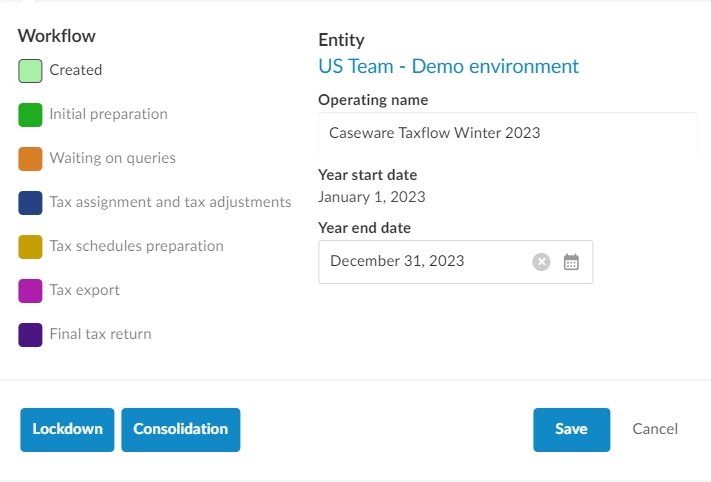 Workflow
Created
Initial preparation
Waiting on queries
Tax assignment and tax adjustments
Tax schedules preparation
Tax export
Final tax return
Entity
US Team - Demo environment
Operating name
Caseware Taxflow Winter 2023
Year start date
January 1, 2023
Year end date
December 31, 2023
Lockdown
Consolidation
Save
Cancel